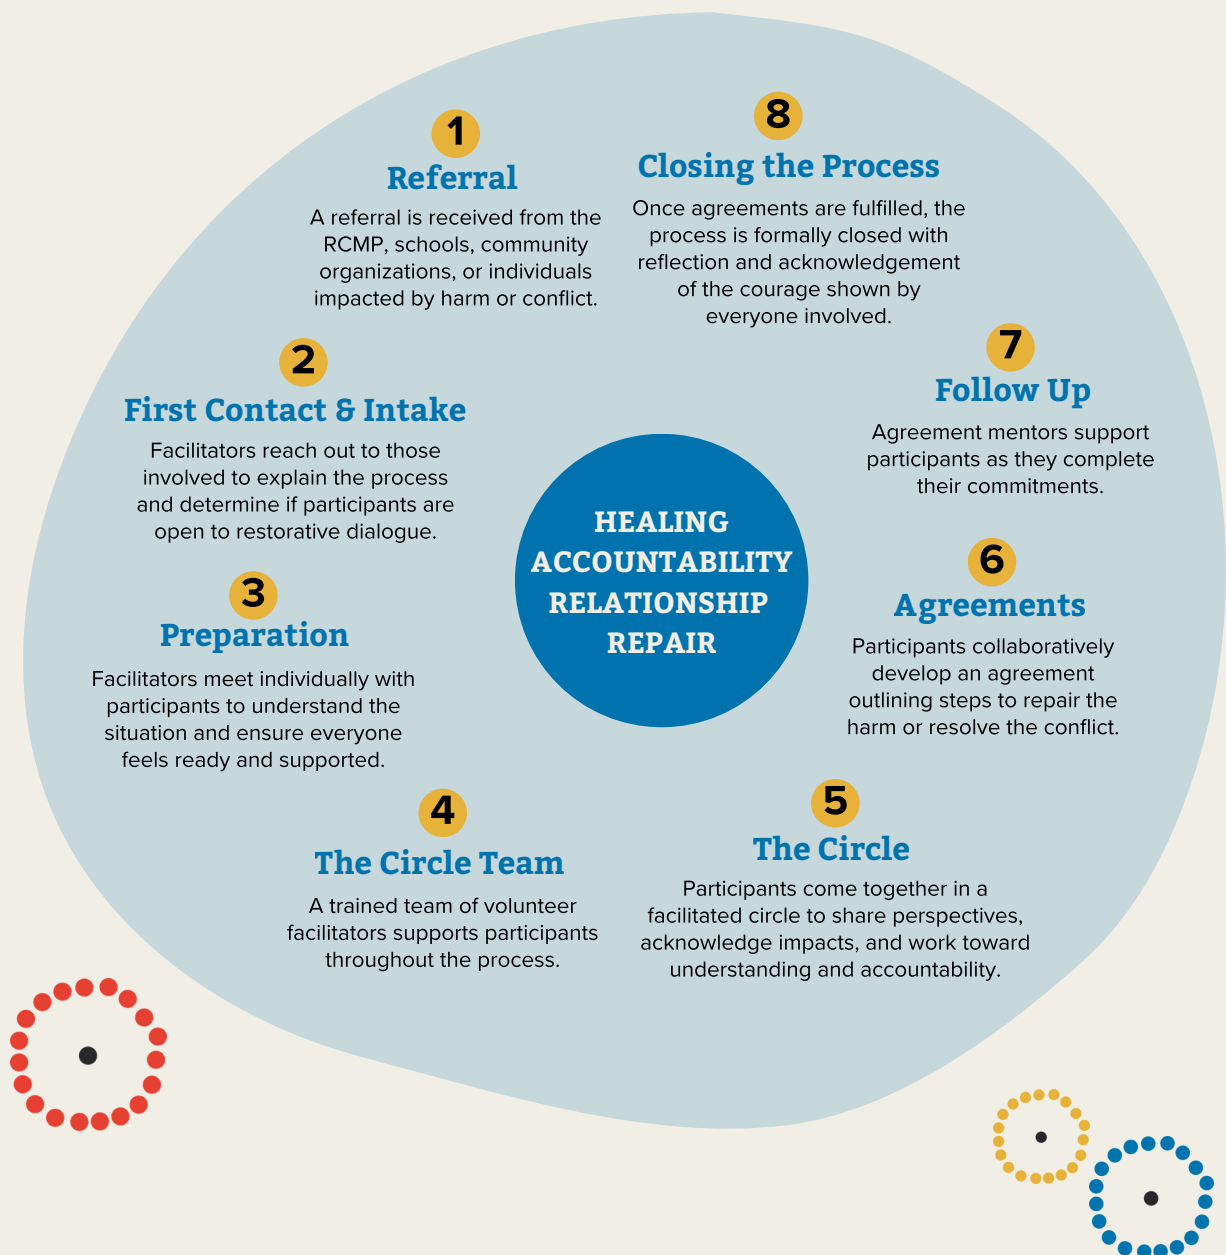 1
Referral
A referral is received from the
RCMP, schools, community
organizations, or individuals
impacted by harm or conflict.
2
First Contact & Intake
Facilitators reach out to those
involved to explain the process
and determine if participants are
open to restorative dialogue.
3
Preparation
Facilitators meet individually with
participants to understand the
situation and ensure everyone
feels ready and supported.
4
The Circle Team
A trained team of volunteer
facilitators supports participants
throughout the process.
5
The Circle
Participants come together in a
facilitated circle to share perspectives,
acknowledge impacts, and work toward
understanding and accountability.
6
Agreements
Participants collaboratively
develop an agreement
outlining steps to repair the
harm or resolve the conflict.
7
Follow Up
Agreement mentors support
participants as they complete
their commitments.
8
Closing the Process
Once agreements are fulfilled, the
process is formally closed with
reflection and acknowledgement
of the courage shown by
everyone involved.
HEALING
ACCOUNTABILITY
RELATIONSHIP
REPAIR